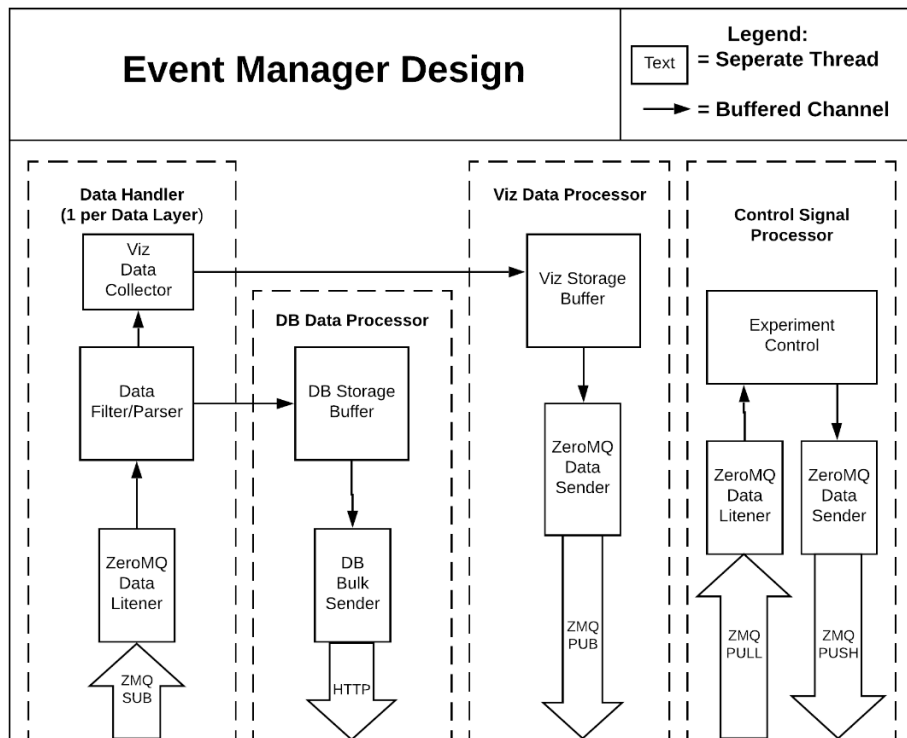 Event Manager Design
Legend:
Text
= Seperate Thread
= Buffered Channel
Data Handler
(1 per Data Layer)
Viz
Data
Collector
Data
Filter/Parser
ZeroMQ
Data
Litener
ZMQ
SUB
DB Data Processor
DB Storage
Buffer
DB
Bulk
Sender
HTTP
Viz Data Processor
Viz Storage
Buffer
ZeroMQ
Data
Sender
ZMQ
PUB
Control Signal
Processor
Experiment
Control
ZeroMQ
Data
Litener
ZMQ
PULL
ZeroMQ
Data
Sender
ZMQ
PUSH